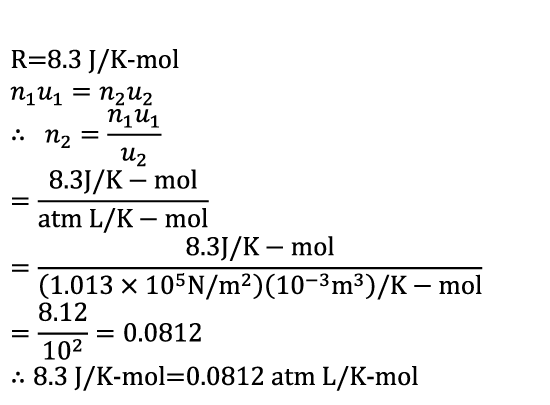 R=8.3 J/K-mol
n₁u₁ = n₂u₂
∴ n₂ = n₁u₁/u₂
= 8.3J/K − mol/atm L/K − mol
= 8.3J/K − mol/(1.013 × 10⁵N/m²)(10⁻³m³)/K − mol
= 8.12/10² = 0.0812
∴ 8.3 J/K-mol=0.0812 atm L/K-mol